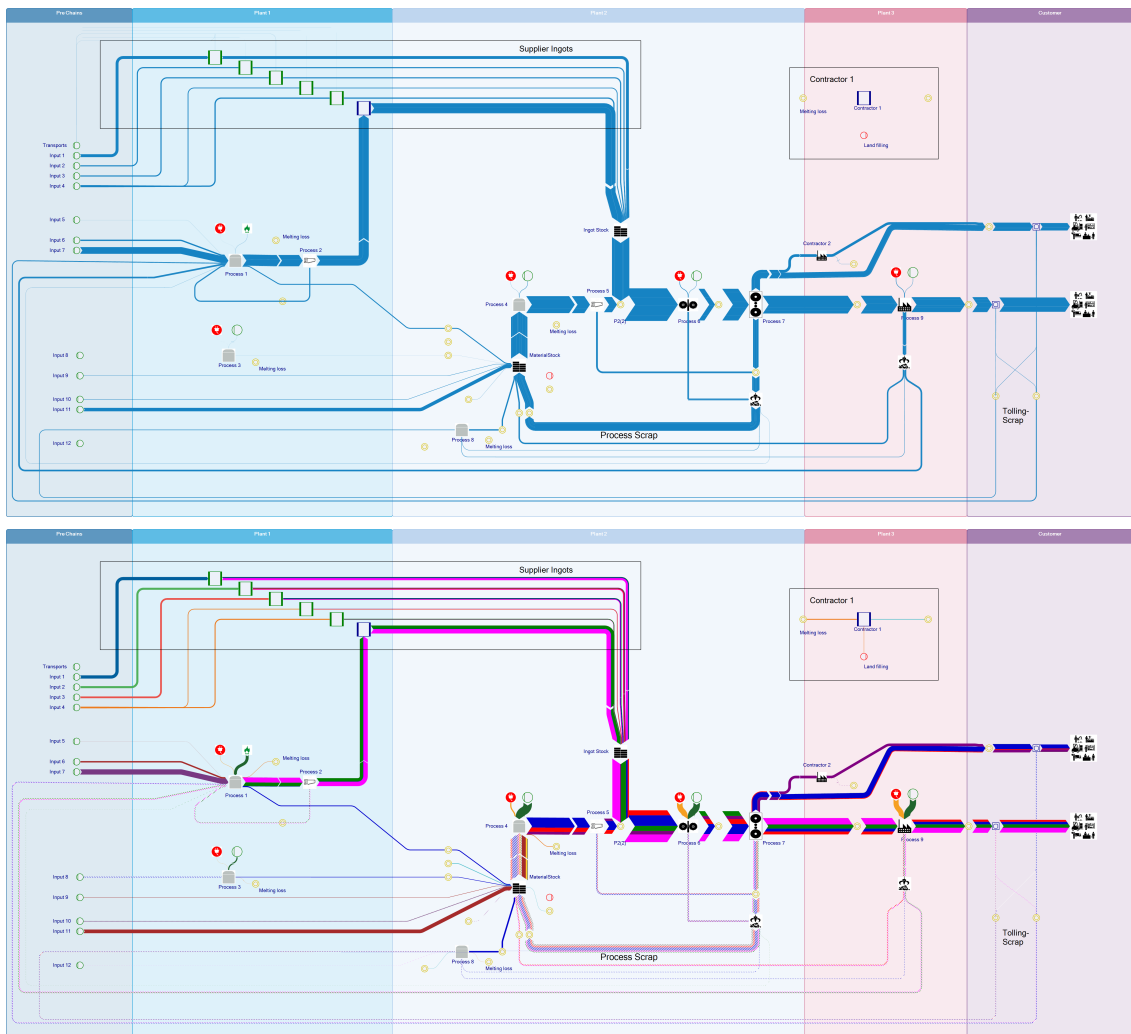 Pre Chains
Plant 1
Plant 2
Plant 3
Customer
Supplier Ingots
Contractor 1
Contractor 1
Melting loss
Land filling
Transports
Input 1
Input 2
Input 3
Input 4
Input 5
Input 6
Input 7
Melting loss
Process 2
Process 1
Ingot Stock
Contractor 2
Process 4
Process 5
P2(2)
Process 6
Process 7
Process 9
Melting loss
Process 3
Melting loss
MaterialStock
Input 8
Input 9
Input 10
Input 11
Input 12
Process 8
Melting loss
Process Scrap
Tolling-
Scrap
Pre Chains
Plant 1
Plant 2
Plant 3
Customer
Supplier Ingots
Contractor 1
Contractor 1
Melting loss
Land filling
Transports
Input 1
Input 2
Input 3
Input 4
Input 5
Input 6
Input 7
Melting loss
Process 2
Process 1
Ingot Stock
Contractor 2
Process 4
Process 5
P2(2)
Process 6
Process 7
Process 9
Melting loss
Process 3
Melting loss
MaterialStock
Input 8
Input 9
Input 10
Input 11
Input 12
Process 8
Melting loss
Process Scrap
Tolling-
Scrap